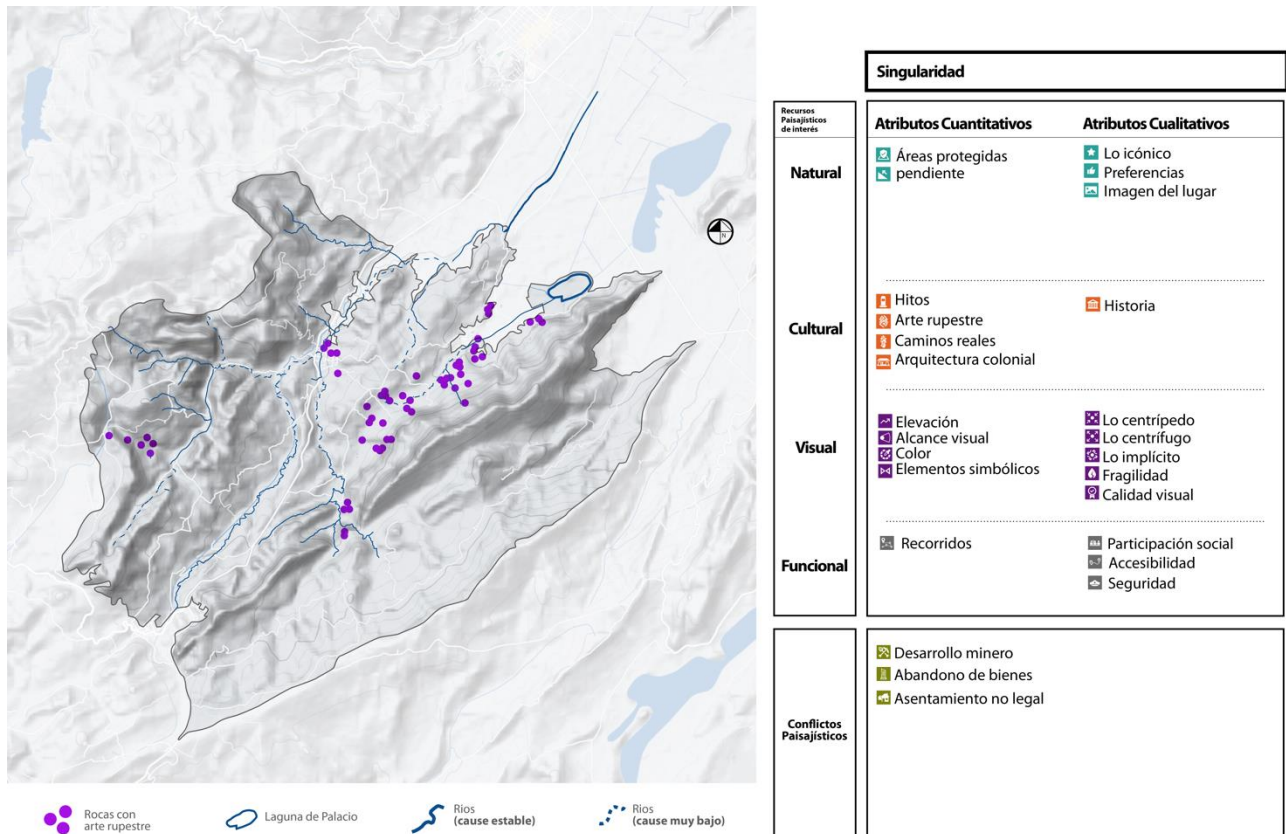 N
Rocas con
arte rupestre
Laguna de Palacio
Rios
(cause estable)
Rios
(cause muy bajo)
Singularidad
Recursos
Paisajísticos
de interés
Atributos Cuantitativos
Atributos Cualitativos
Natural
Áreas protegidas
pendiente
Lo icónico
Preferencias
Imagen del lugar
Cultural
Hitos
Arte rupestre
Caminos reales
Arquitectura colonial
Historia
Visual
Elevación
Alcance visual
Color
Elementos simbólicos
Lo centrípedo
Lo centrífugo
Lo implícito
Fragilidad
Calidad visual
Funcional
Recorridos
Participación social
Accesibilidad
Seguridad
Conflictos
Paisajísticos
Desarrollo minero
Abandono de bienes
Asentamiento no legal